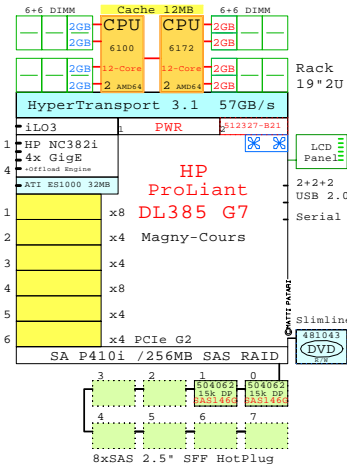 6+6 DIMM Cache 12MB 6+6 DIMM
2GB CPU CPU 2GB
2GB 6100 6172 2GB
2GB 12-Core 12-Core 2GB
2GB 2 AMD64 2 AMD64 2GB
Rack
19"2U
HyperTransport 3.1 57GB/s
iLO3 1 PWR 2 512327-B21
1 HP NC382i
4x GigE
4 +Offload Engine
ATI ES1000 32MB
LCD
Panel
HP
ProLiant
DL385 G7
Magny-Cours
2+2+2
USB 2.0
Serial
1 x8
2 x4
3 x4
4 x8
5 x4
6 x4 PCIe G2
©MATTI PATARI
Slimline
481043
DVD
R/W
SA P410i /256MB SAS RAID
3 2 1 0
504062 504062
15k DP 15k DP
SAS146G SAS146G
4 5 6 7
8xSAS 2.5" SFF HotPlug